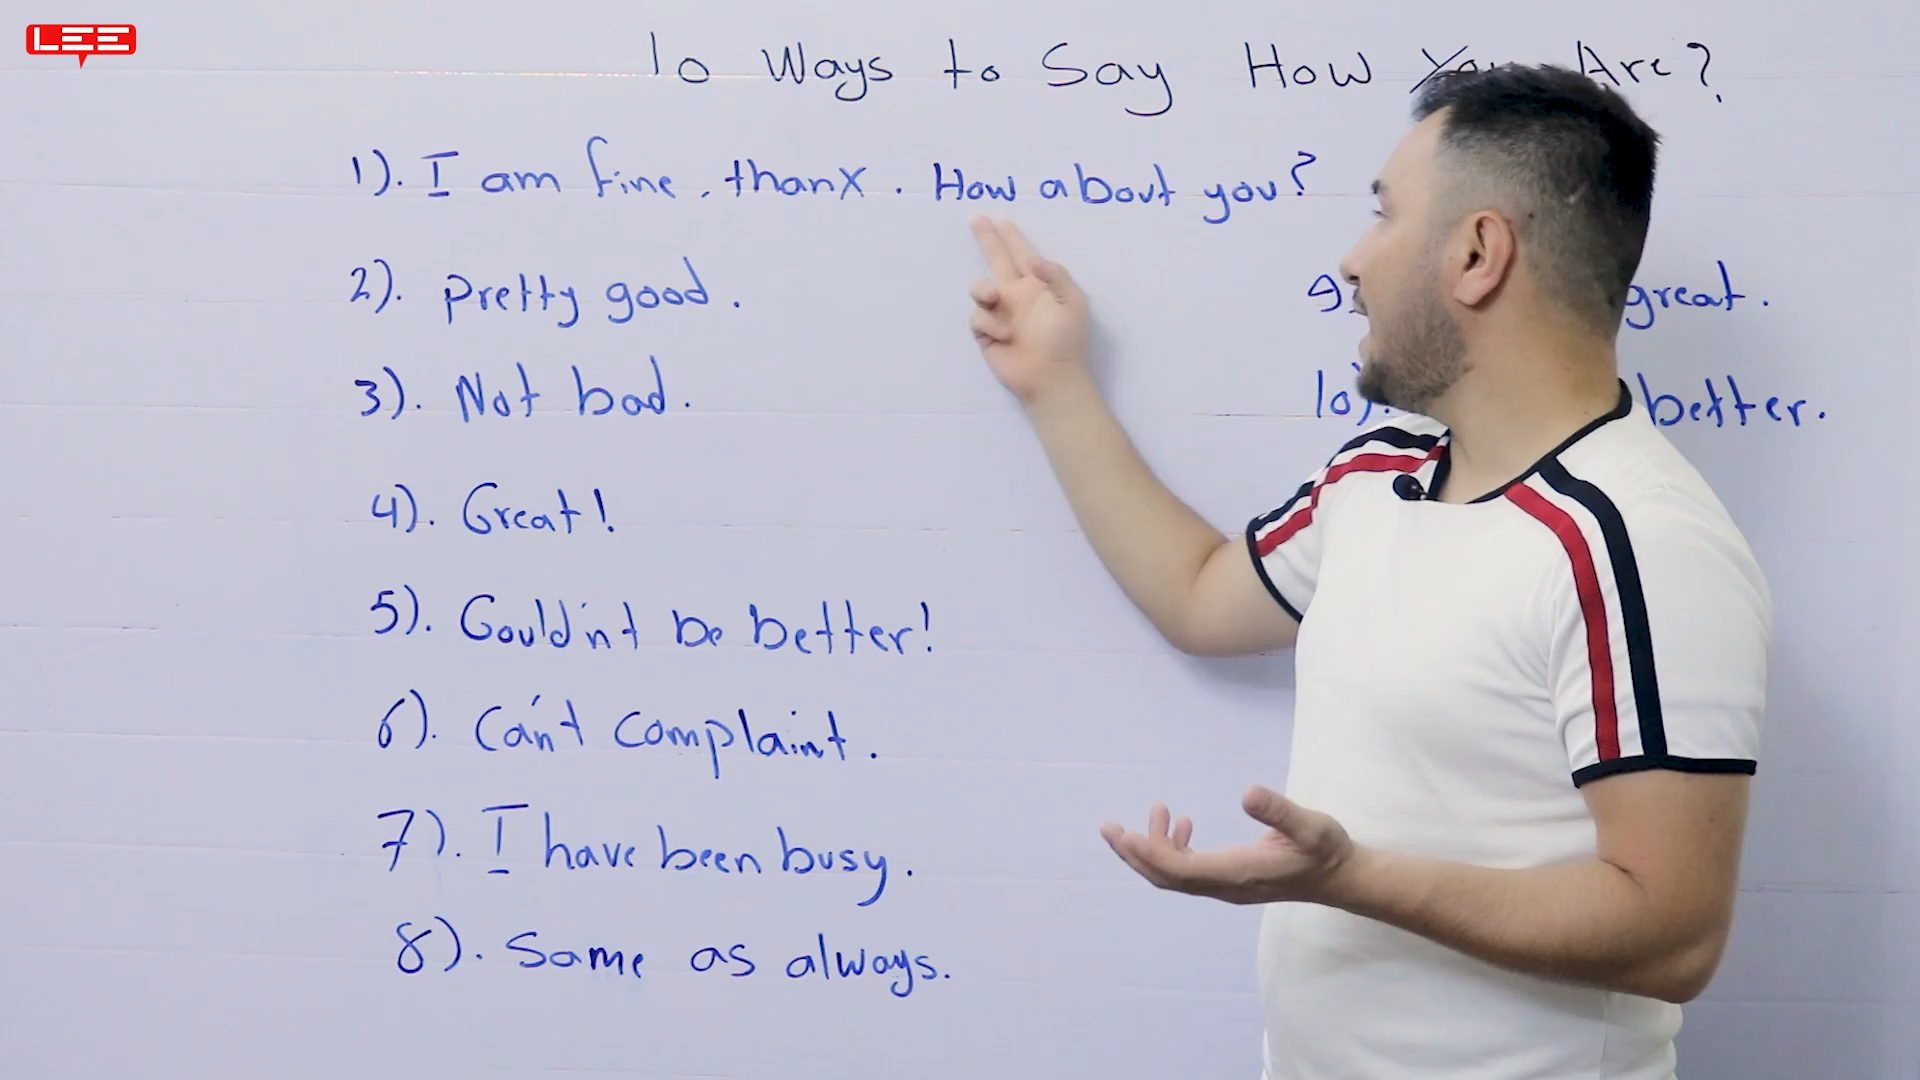 LEE
10 Ways to Say How You Are?
1). I am fine, thanx. How about you?
2). Pretty good.
3). Not bad.
4). Great!
5). Could'nt be better!
6). Can't complaint.
7). I have been busy.
8). Same as always.
9) great.
10). better.